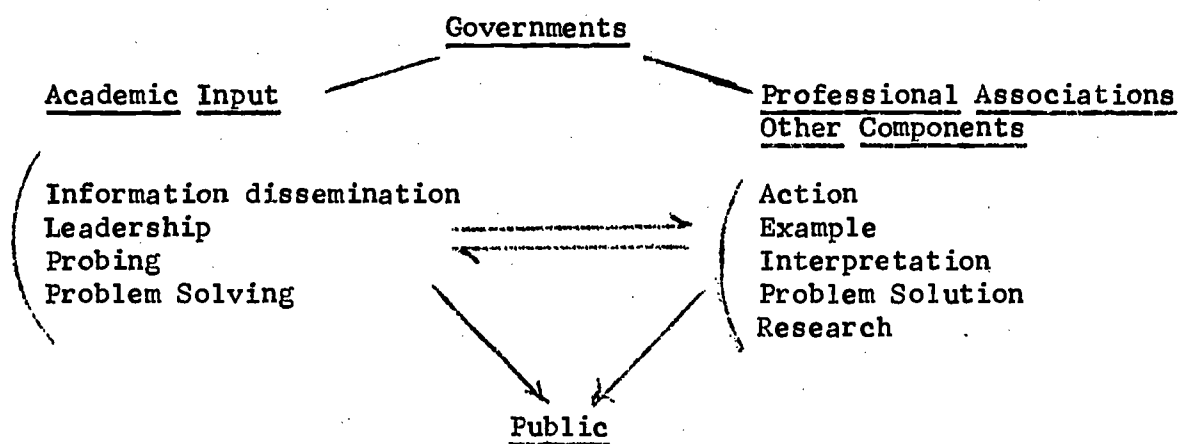 Governments
Academic Input
Professional Associations
Other Components
Information dissemination
Leadership
Probing
Problem Solving
Action
Example
Interpretation
Problem Solution
Research
Public